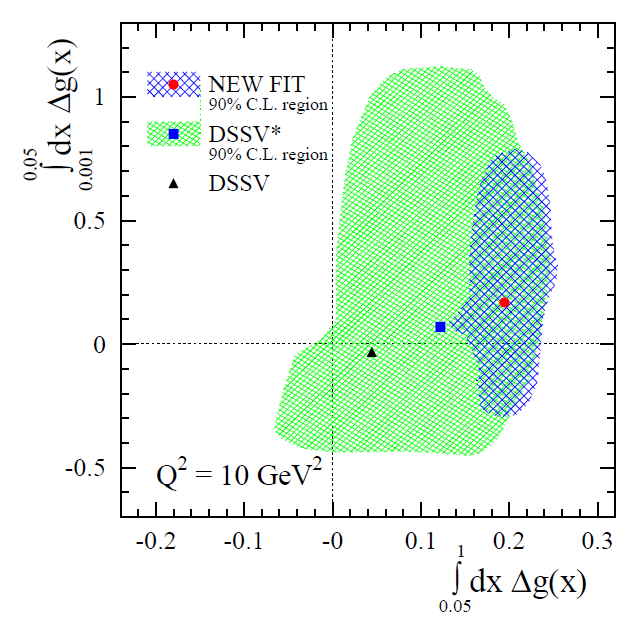 ∫ dx Δg(x)
0.05
0.001
NEW FIT
90% C.L. region
DSSV*
90% C.L. region
DSSV
1
0.5
0
-0.5
Q² = 10 GeV²
-0.2
-0.1
-0
0.1
0.2
0.3
1
∫ dx Δg(x)
0.05